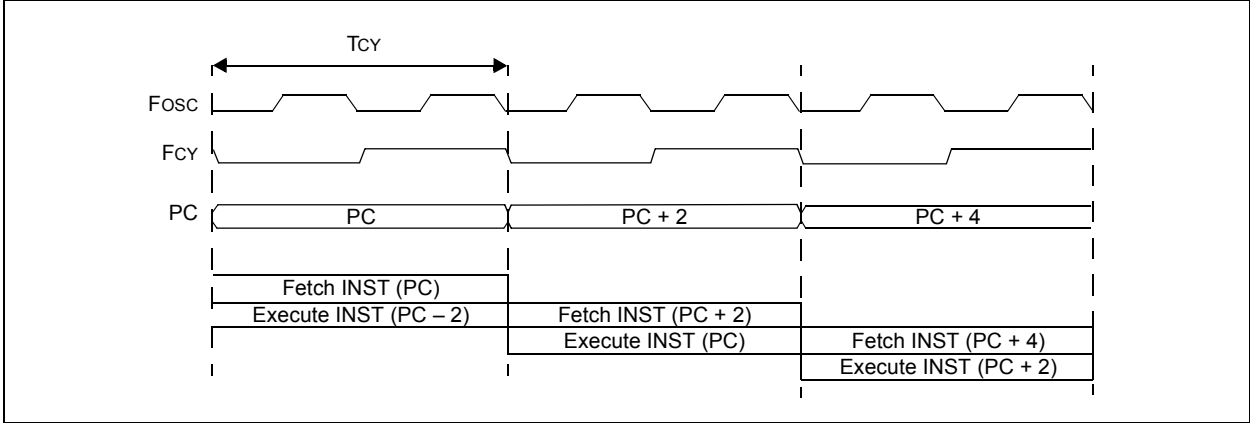 TCY
FOSC
FCY
PC PC PC + 2 PC + 4
Fetch INST (PC)
Execute INST (PC – 2) Fetch INST (PC + 2)
Execute INST (PC) Fetch INST (PC + 4)
Execute INST (PC + 2)